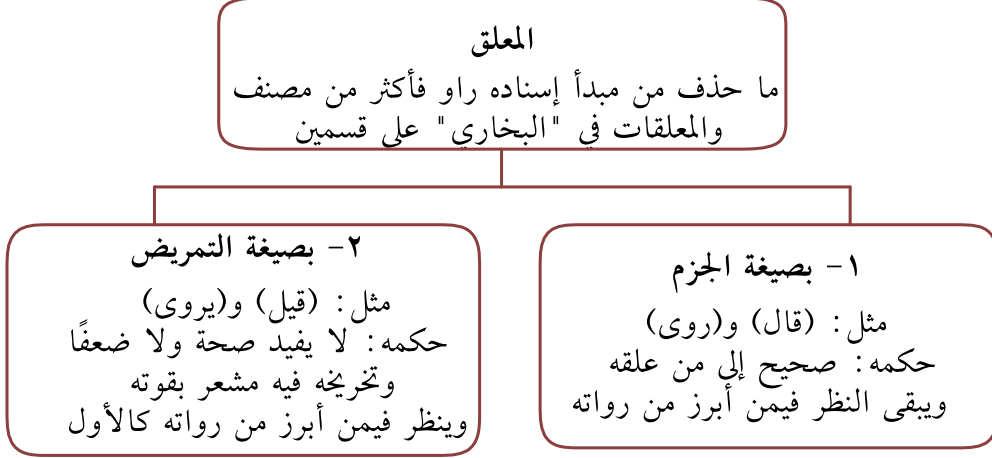 المعلق
ما حذف من مبدأ إسناده راو فأكثر من مصنف
والمعلقات في "البخاري" على قسمين
١- بصيغة الجزم
مثل: (قال) و(روى)
حكمه: صحيح إلى من علقه
ويبقى النظر فيمن أبرز من رواته
٢- بصيغة التمريض
مثل: (قيل) و(يروى)
حكمه: لا يفيد صحة ولا ضعفًا
وتخريخه فيه مشعر بقوته
وينظر فيمن أبرز من رواته كالأول